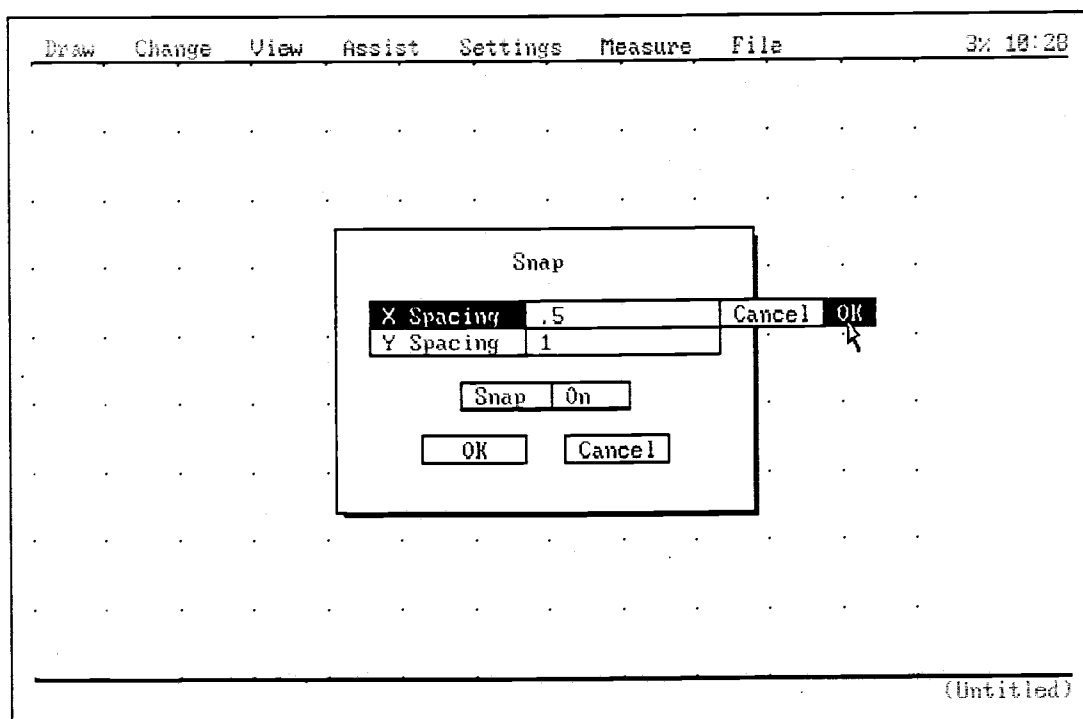 Draw Change View Assist Settings Measure File 3% 10:28
Snap
X Spacing .5 Cancel OK
Y Spacing 1
Snap On
OK Cancel
(Untitled)